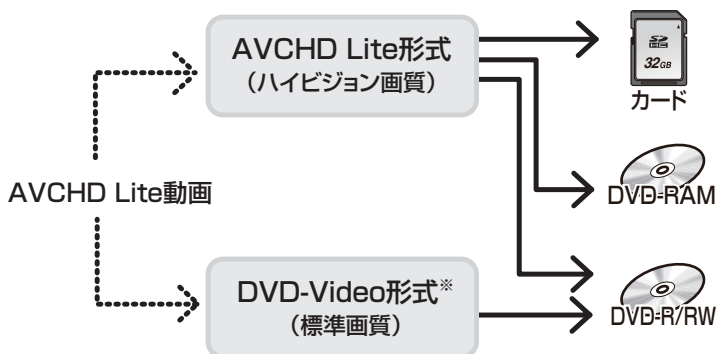 AVCHD Lite形式
(ハイビジョン画質)
SD
HC
32GB
カード
AVCHD Lite動画
DVD-RAM
DVD-Video形式※
(標準画質)
DVD-R/RW